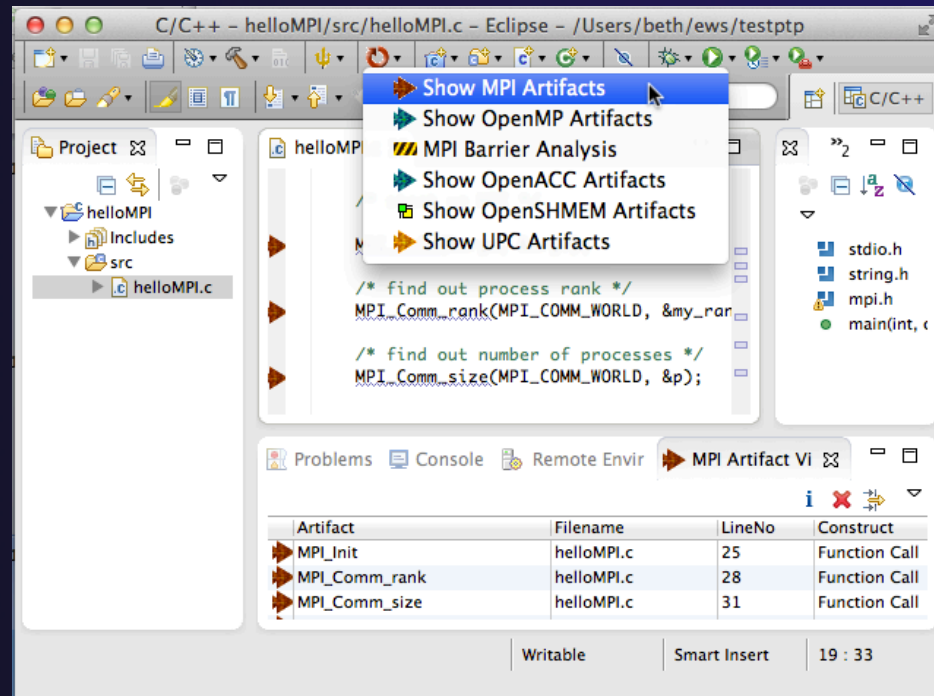 C/C++ – helloMPI/src/helloMPI.c – Eclipse – /Users/beth/ews/testptp
C/C++
Show MPI Artifacts
Show OpenMP Artifacts
MPI Barrier Analysis
Show OpenACC Artifacts
Show OpenSHMEM Artifacts
Show UPC Artifacts
Project
helloMPI
Includes
src
helloMPI.c
helloMPI
/*
M
/* find out process rank */
MPI_Comm_rank(MPI_COMM_WORLD, &my_ran
/* find out number of processes */
MPI_Comm_size(MPI_COMM_WORLD, &p);
»2
stdio.h
string.h
mpi.h
main(int, c
Problems Console Remote Envir MPI Artifact Vi
Artifact Filename LineNo Construct
MPI_Init helloMPI.c 25 Function Call
MPI_Comm_rank helloMPI.c 28 Function Call
MPI_Comm_size helloMPI.c 31 Function Call
Writable Smart Insert 19 : 33